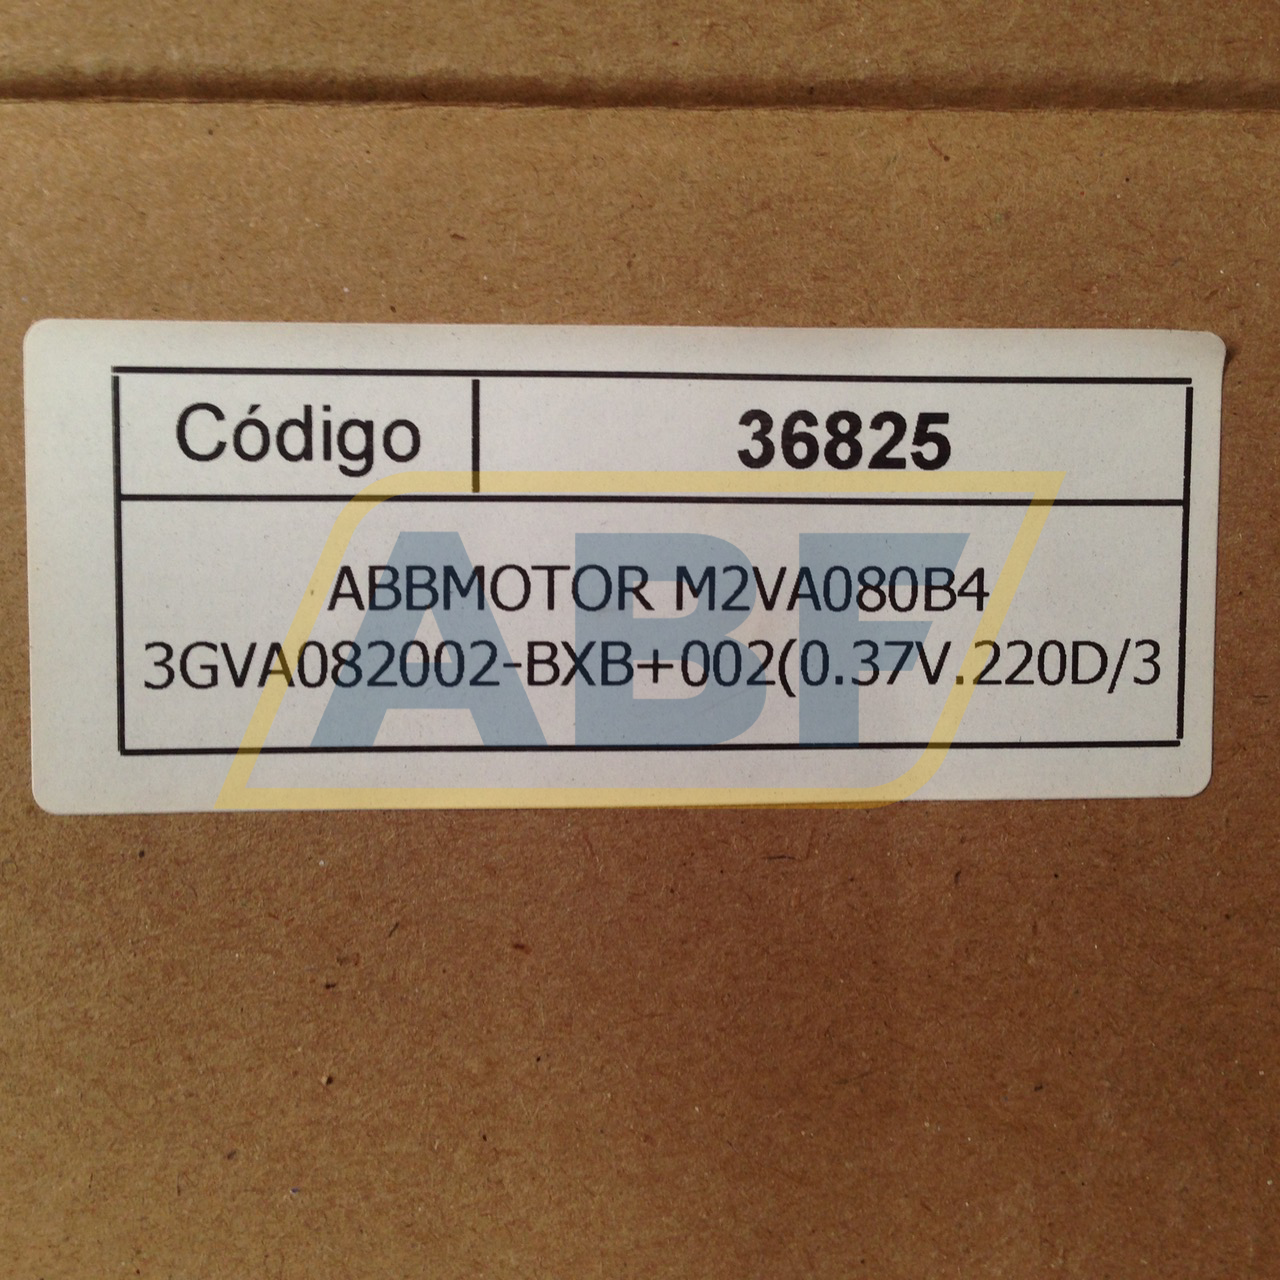 Código 36825
ABBMOTOR M2VA080B4
3GVA082002-BXB+002(0.37V.220D/3
ABF